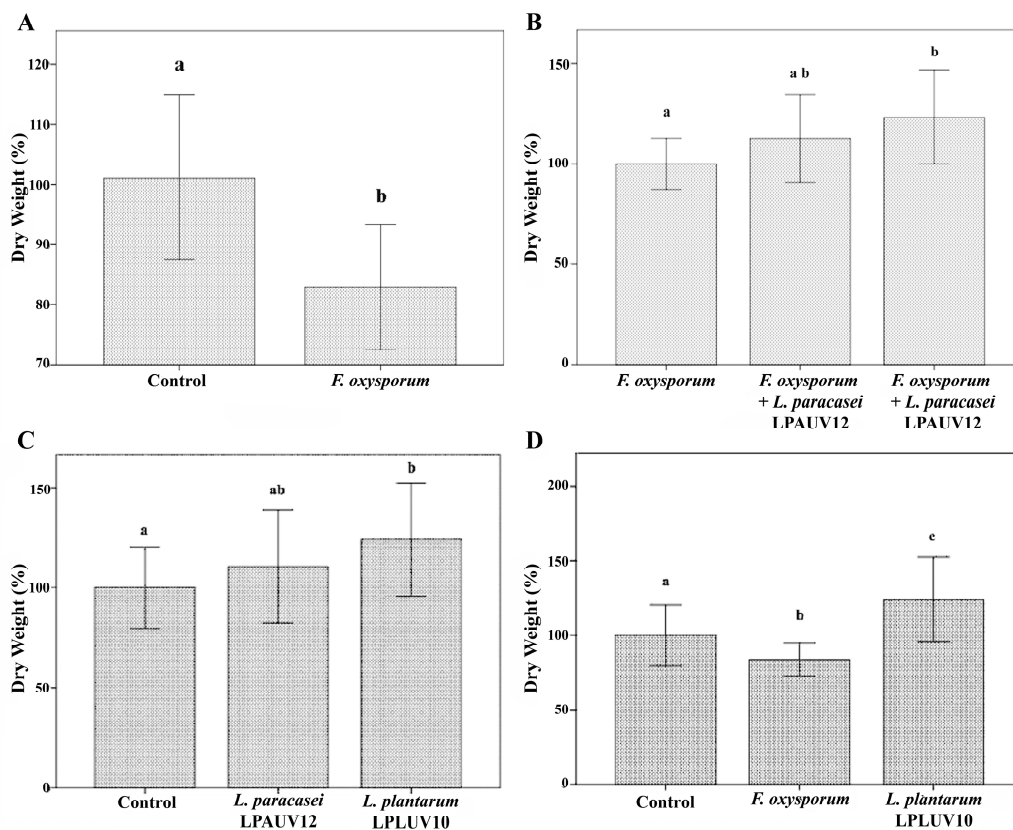 A
Dry Weight (%)
120
110
100
90
80
70
a
b
Control
F. oxysporum
B
Dry Weight (%)
150
100
50
0
a
a b
b
F. oxysporum
F. oxysporum
+ L. paracasei
LPAUV12
F. oxysporum
+ L. paracasei
LPAUV12
C
Dry Weight (%)
150
100
50
0
a
ab
b
Control
L. paracasei
LPAUV12
L. plantarum
LPLUV10
D
Dry Weight (%)
200
150
100
50
0
a
b
c
Control
F. oxysporum
L. plantarum
LPLUV10